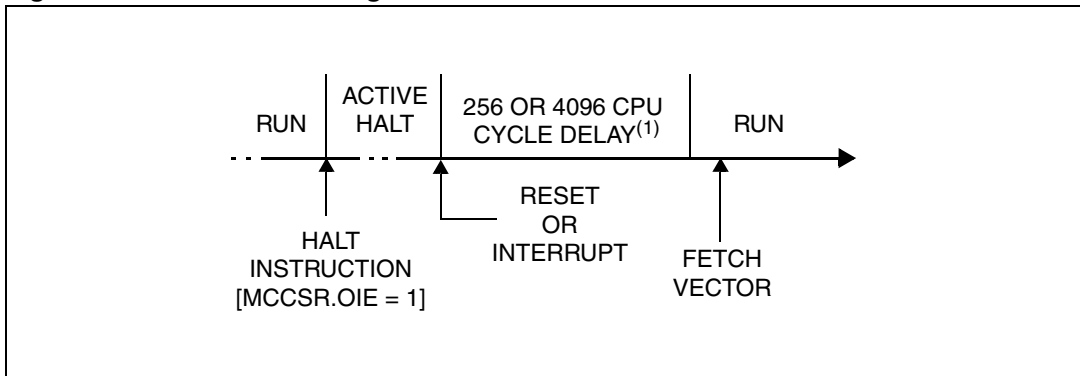 RUN
ACTIVE
HALT
256 OR 4096 CPU
CYCLE DELAY(1)
RUN
HALT
INSTRUCTION
[MCCSR.OIE = 1]
RESET
OR
INTERRUPT
FETCH
VECTOR